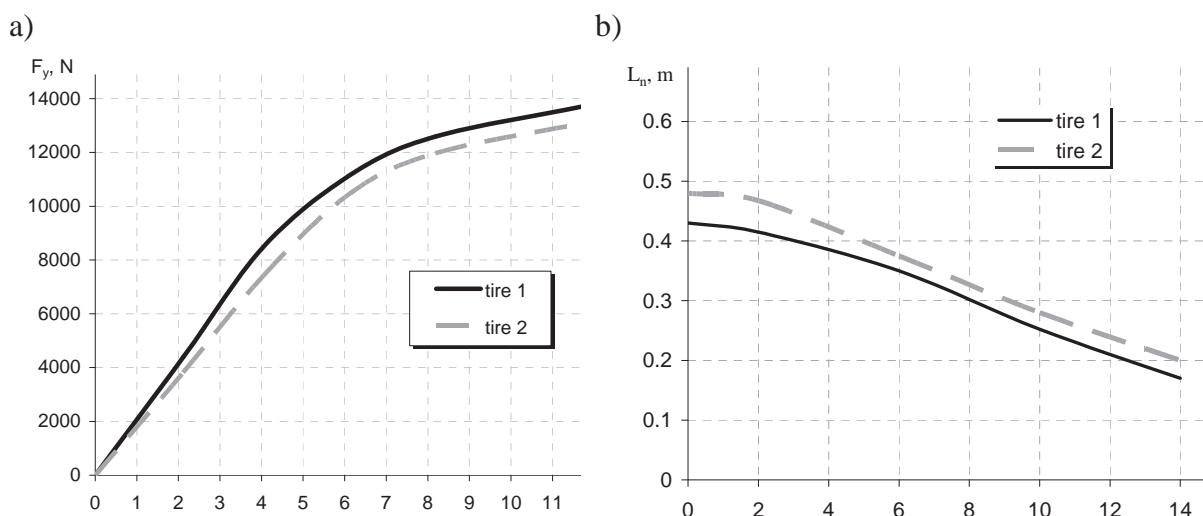 a)
F_y, N
14000
12000
10000
8000
6000
4000
2000
0
0 1 2 3 4 5 6 7 8 9 10 11
tire 1
tire 2
b)
L_n, m
0.6
0.5
0.4
0.3
0.2
0.1
0
0 2 4 6 8 10 12 14
tire 1
tire 2